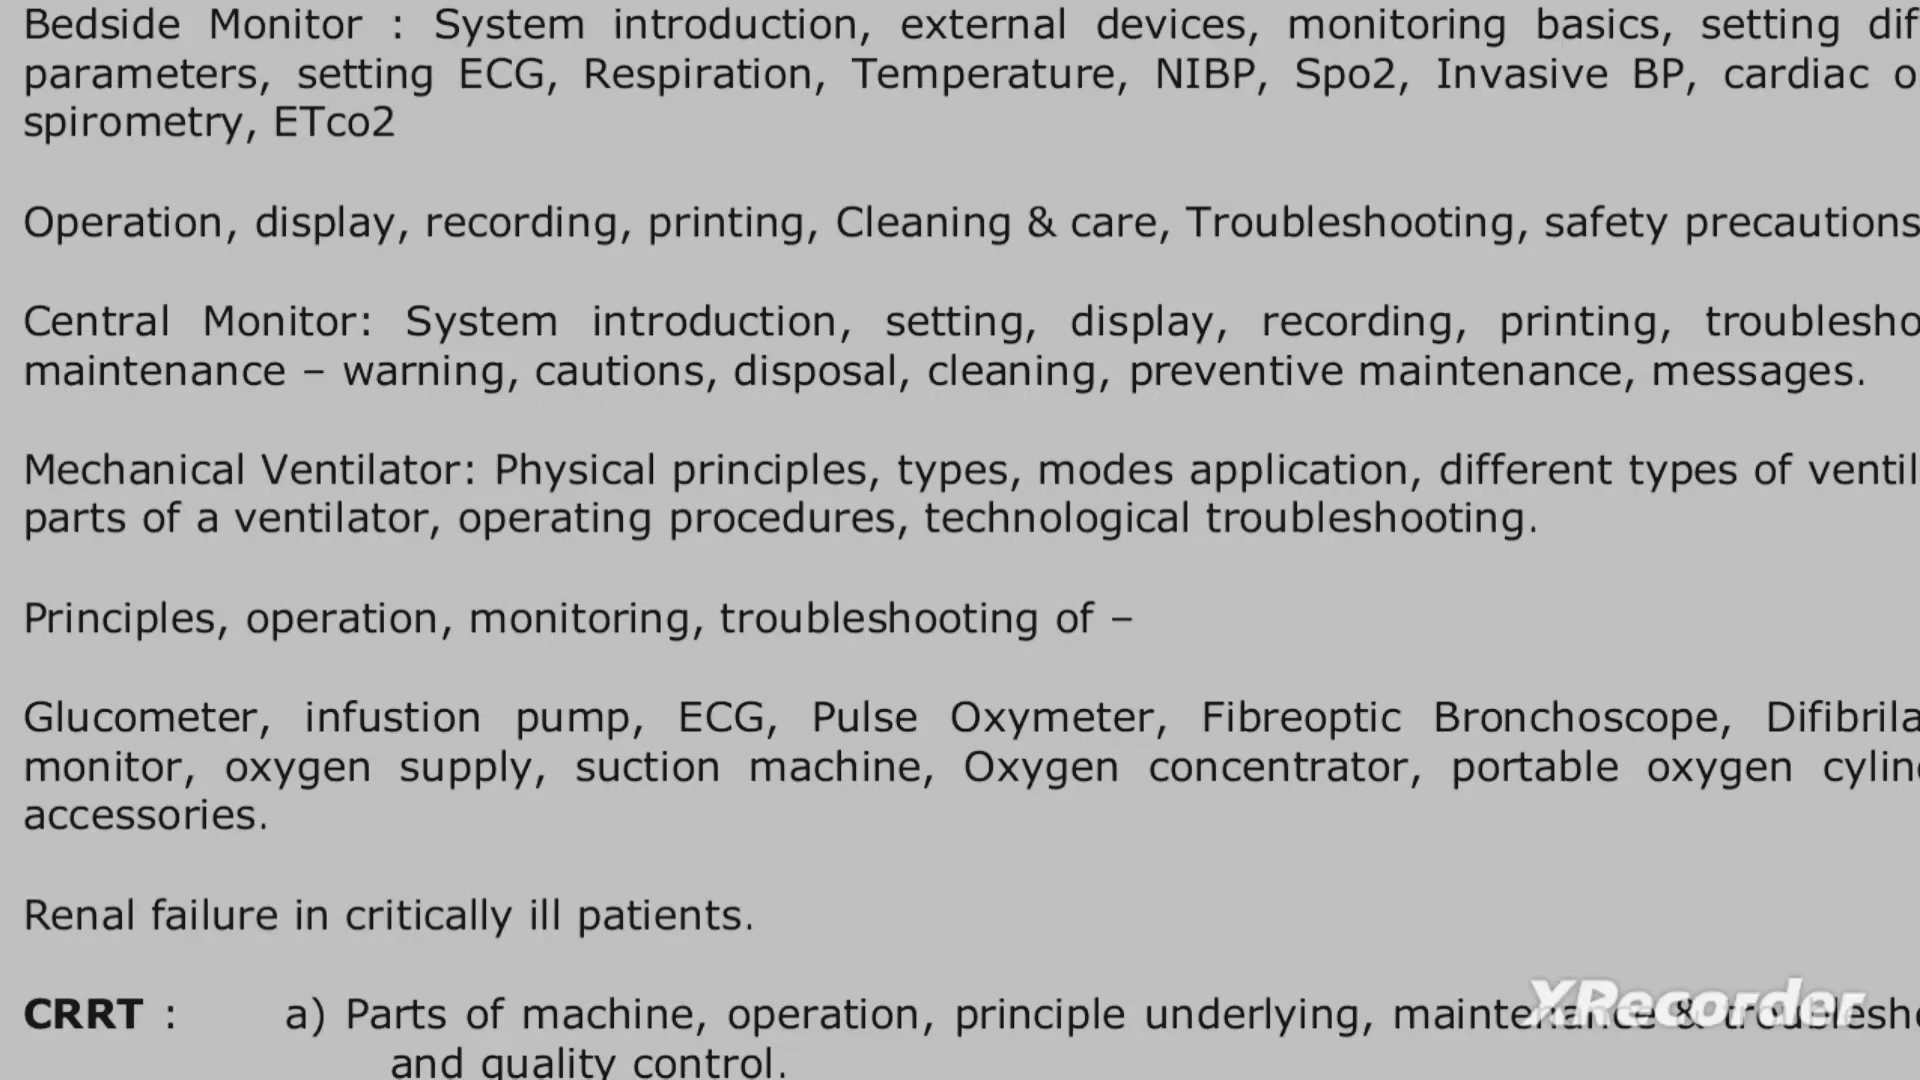 Bedside Monitor : System introduction, external devices, monitoring basics, setting
parameters, setting ECG, Respiration, Temperature, NIBP, Spo2, Invasive BP, cardiac
spirometry, ETco2
Operation, display, recording, printing, Cleaning & care, Troubleshooting, safety precautions
Central Monitor: System introduction, setting, display, recording, printing,
maintenance – warning, cautions, disposal, cleaning, preventive maintenance, messages.
Mechanical Ventilator: Physical principles, types, modes application, different types of
parts of a ventilator, operating procedures, technological troubleshooting.
Principles, operation, monitoring, troubleshooting of –
Glucometer, infustion pump, ECG, Pulse Oxymeter, Fibreoptic Bronchoscope,
monitor, oxygen supply, suction machine, Oxygen concentrator, portable oxygen
accessories.
Renal failure in critically ill patients.
CRRT : a) Parts of machine, operation, principle underlying, maintenance &
and quality control.
XRecorder